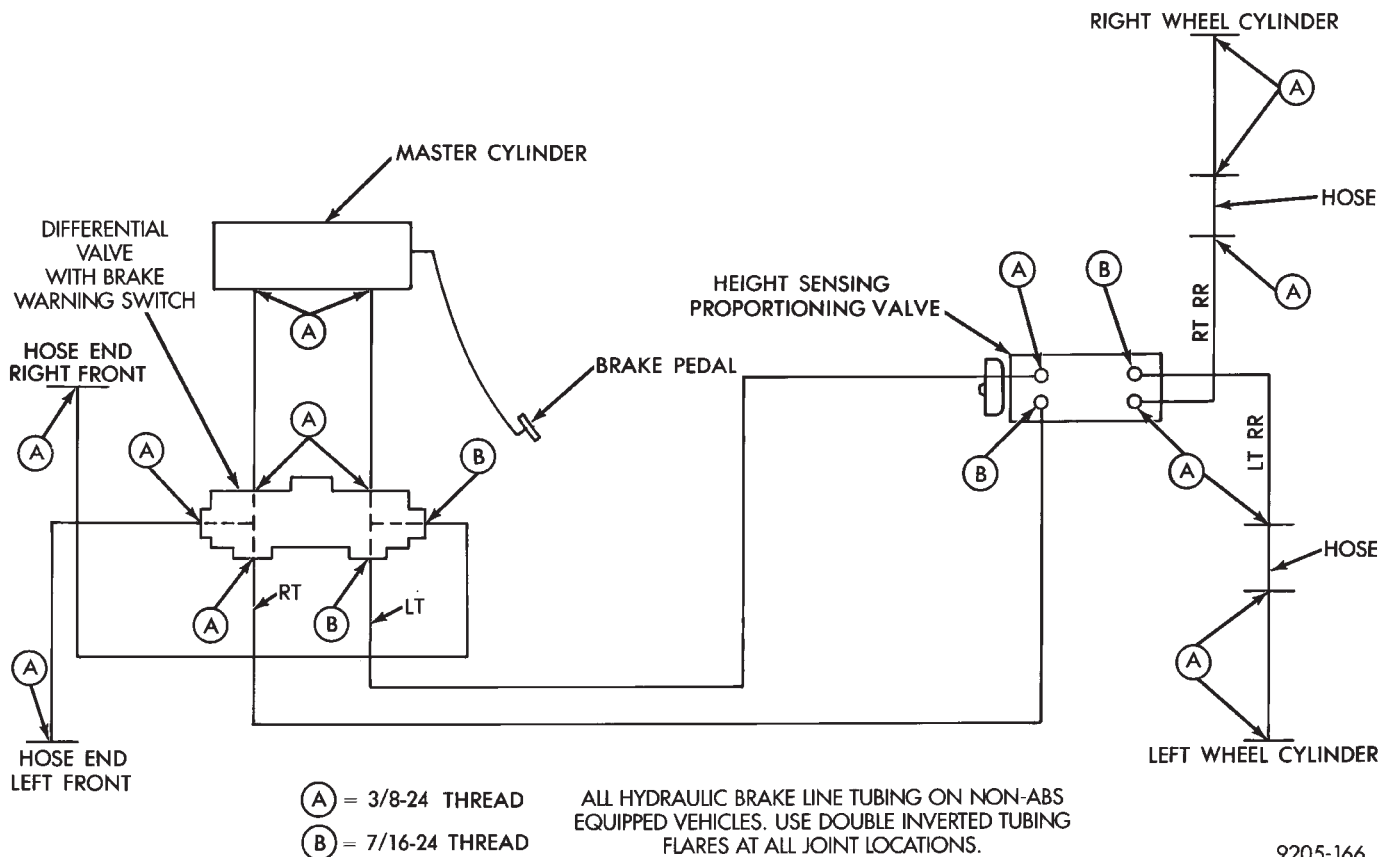 RIGHT WHEEL CYLINDER
A
MASTER CYLINDER
HOSE
DIFFERENTIAL
VALVE
WITH BRAKE
WARNING SWITCH
A
HEIGHT SENSING
PROPORTIONING VALVE
A
B
A
RT RR
HOSE END
RIGHT FRONT
BRAKE PEDAL
A
A
A
B
B
A
LT RR
HOSE
A
RT
B
LT
A
A
HOSE END
LEFT FRONT
LEFT WHEEL CYLINDER
A = 3/8-24 THREAD
B = 7/16-24 THREAD
ALL HYDRAULIC BRAKE LINE TUBING ON NON-ABS
EQUIPPED VEHICLES. USE DOUBLE INVERTED TUBING
FLARES AT ALL JOINT LOCATIONS.
9205-166